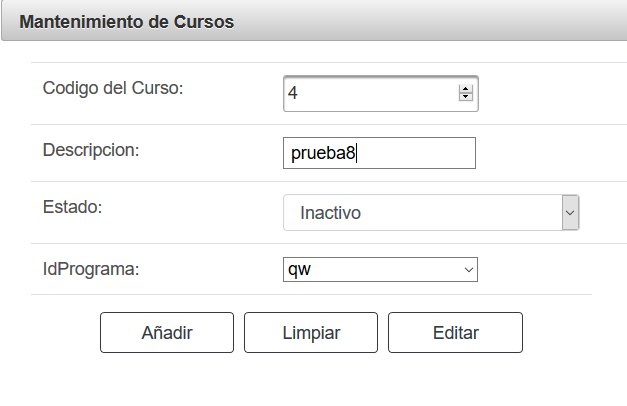 Mantenimiento de Cursos
Codigo del Curso: 4
Descripcion: prueba8
Estado: Inactivo
IdPrograma: qw
Añadir Limpiar Editar